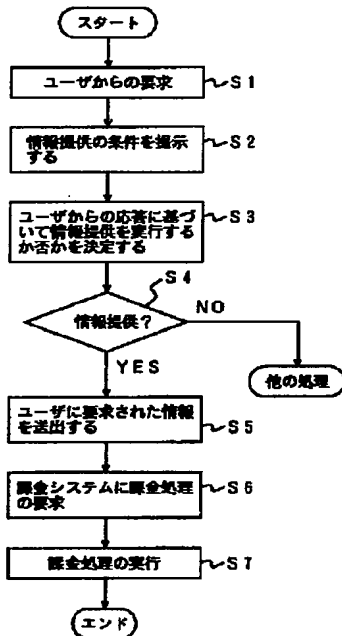 スタート
ユーザからの要求
S1
情報提供の条件を提示
する
S2
ユーザからの応答に基づ
いて情報提供を実行する
か否かを決定する
S3
S4
情報提供?
NO
YES
他の処理
ユーザに要求された情報
を送出する
S5
課金システムに課金処理
の要求
S6
課金処理の実行
S7
エンド